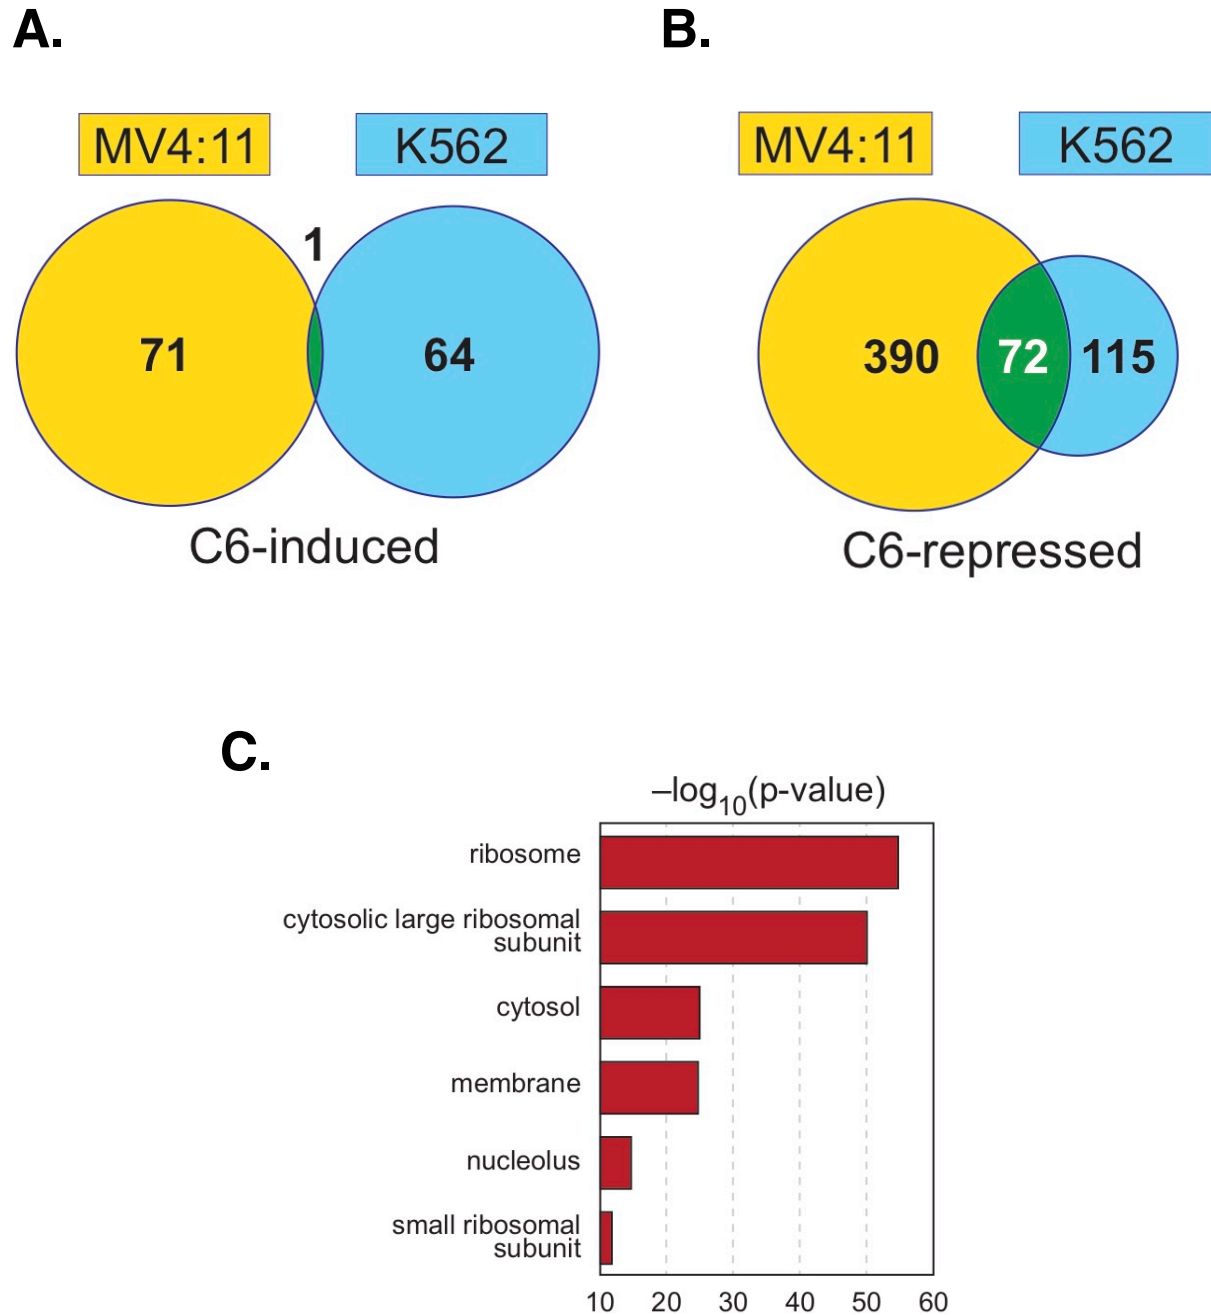 A.
B.
MV4:11
K562
MV4:11
K562
1
71
64
390
72
115
C6-induced
C6-repressed
C.
–log10(p-value)
ribosome
cytosolic large ribosomal
subunit
cytosol
membrane
nucleolus
small ribosomal
subunit
10 20 30 40 50 60